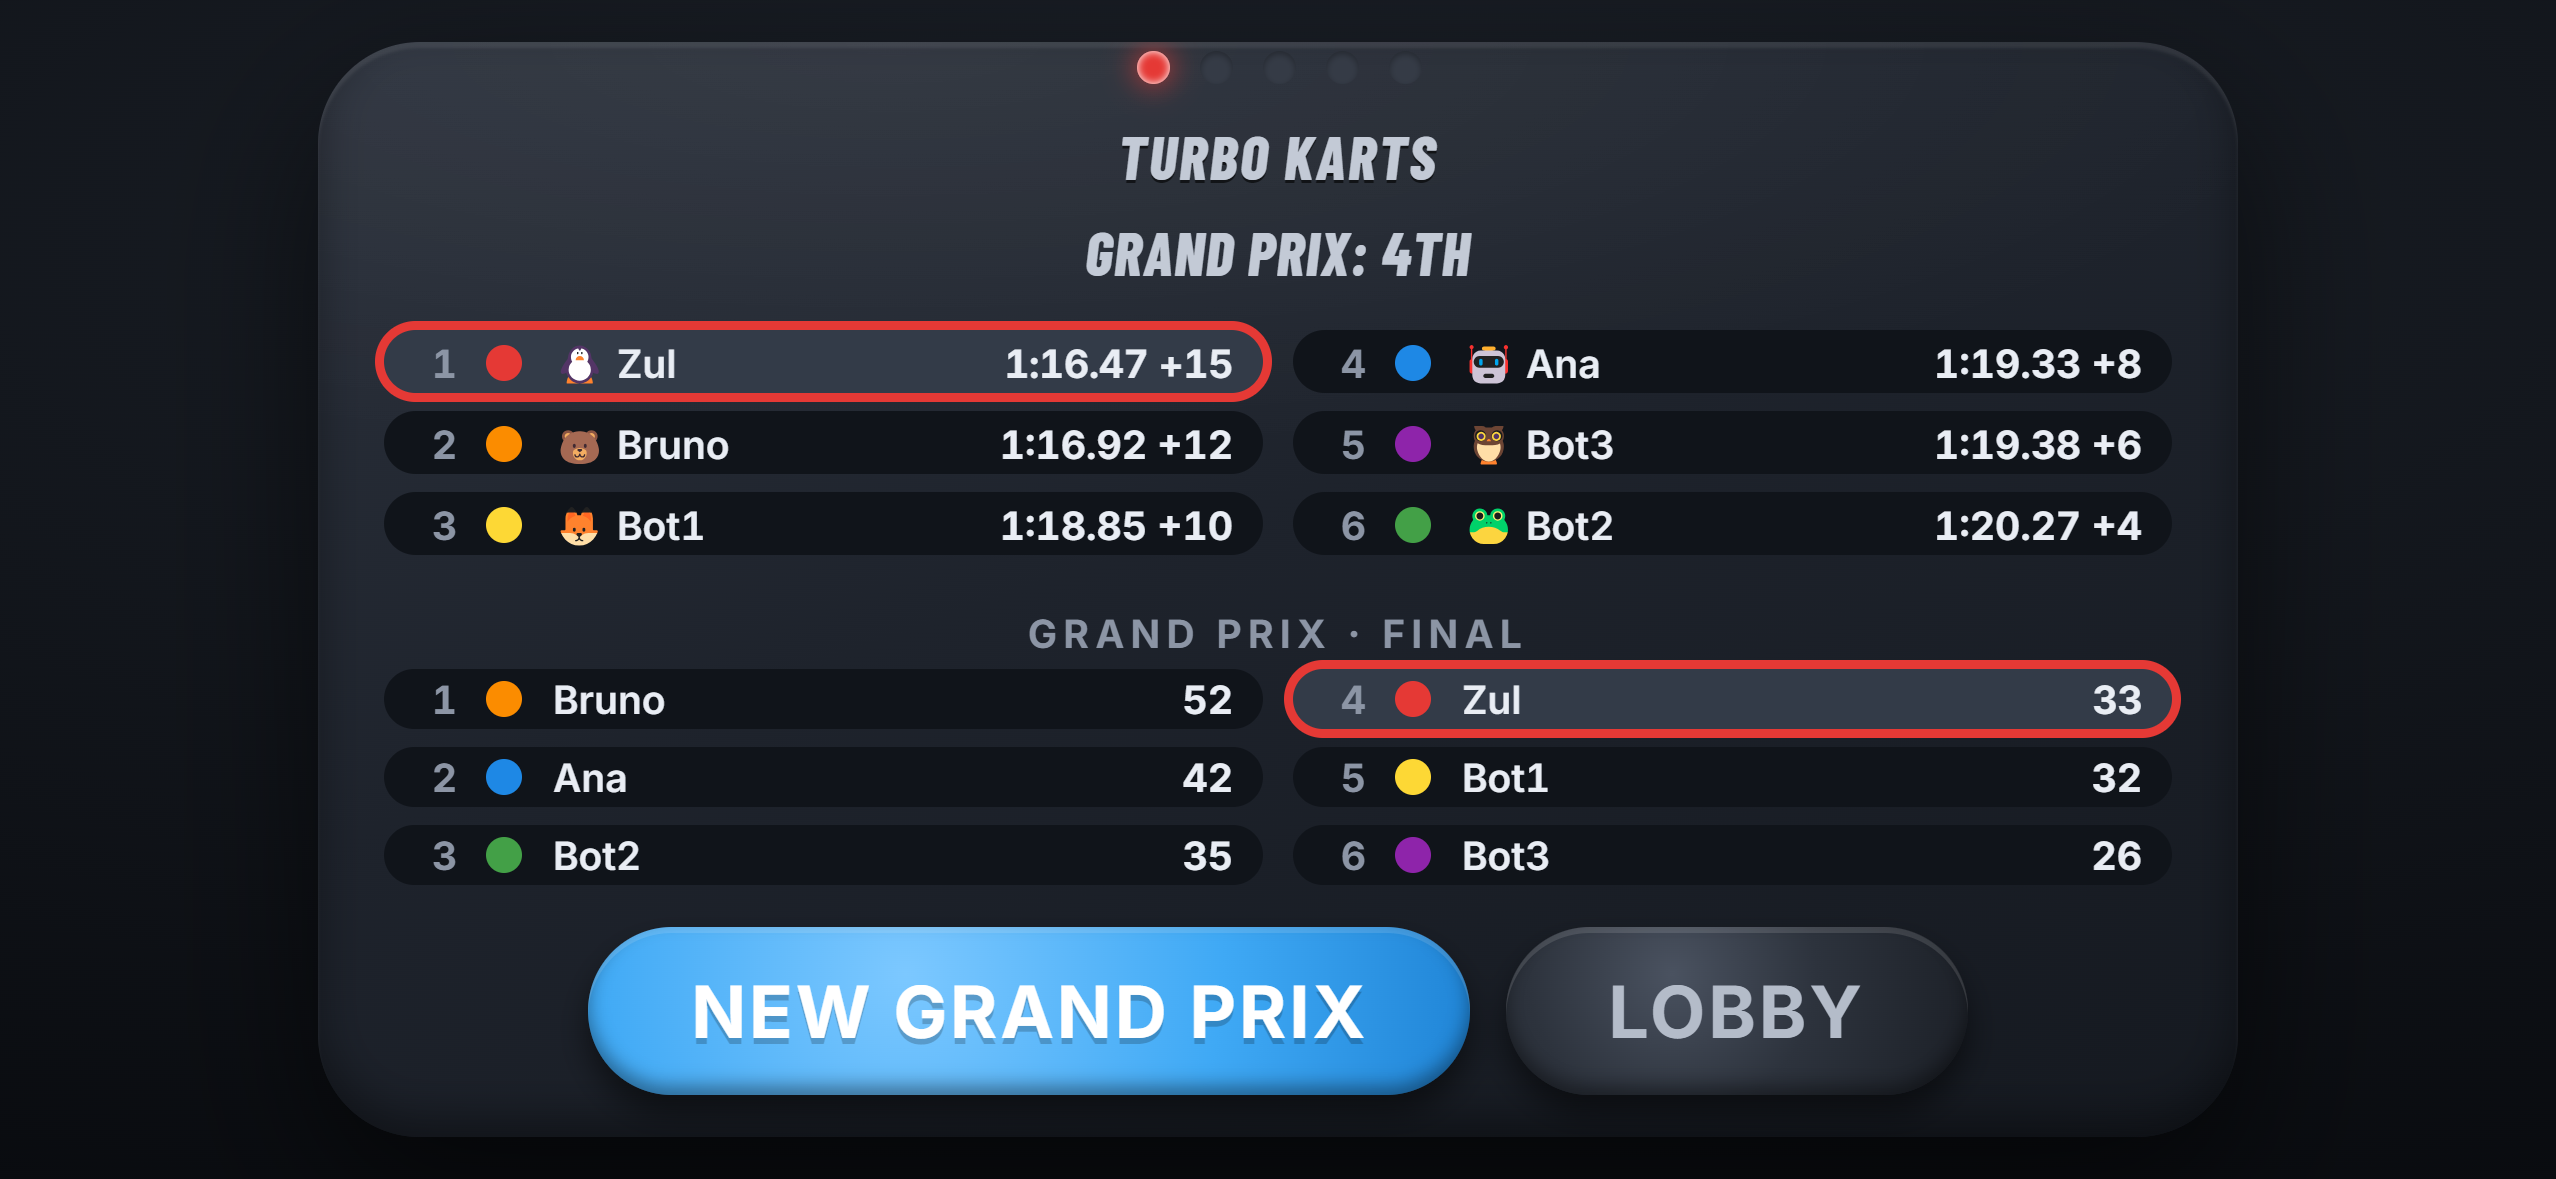 TURBO KARTS
GRAND PRIX: 4TH
1 Zul 1:16.47 +15
2 Bruno 1:16.92 +12
3 Bot1 1:18.85 +10
4 Ana 1:19.33 +8
5 Bot3 1:19.38 +6
6 Bot2 1:20.27 +4
GRAND PRIX · FINAL
1 Bruno 52
2 Ana 42
3 Bot2 35
4 Zul 33
5 Bot1 32
6 Bot3 26
NEW GRAND PRIX
LOBBY